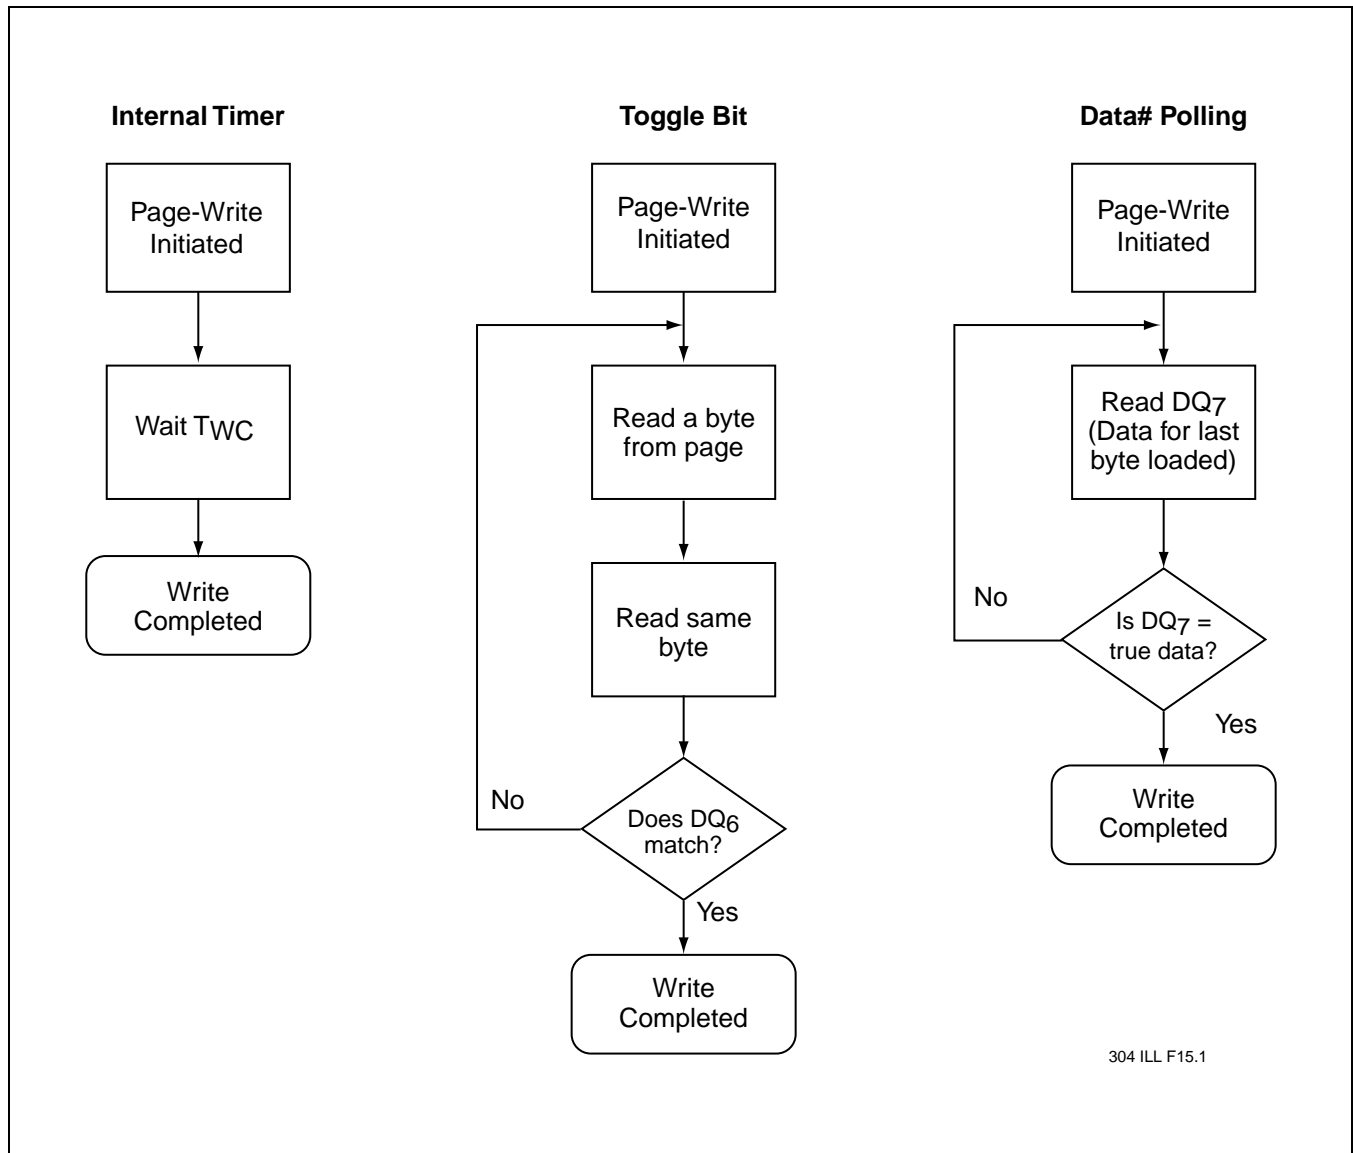 Internal Timer
Page-Write
Initiated
Wait TWC
Write
Completed
Toggle Bit
Page-Write
Initiated
Read a byte
from page
Read same
byte
No
Does DQ6
match?
Yes
Write
Completed
Data# Polling
Page-Write
Initiated
Read DQ7
(Data for last
byte loaded)
No
Is DQ7 =
true data?
Yes
Write
Completed
304 ILL F15.1